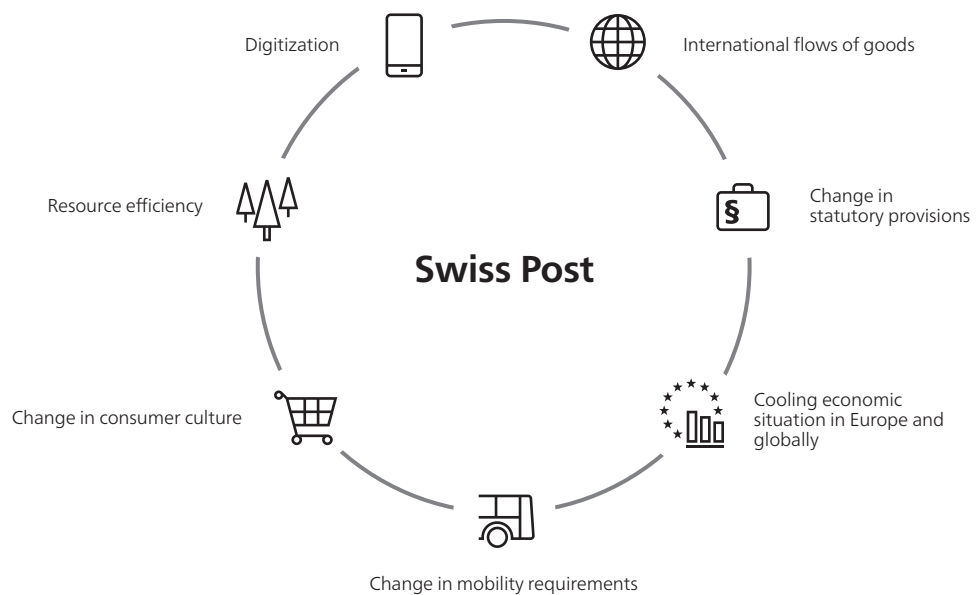 Digitization
International flows of goods
Resource efficiency
§
Change in
statutory provisions
Swiss Post
Change in consumer culture
Cooling economic
situation in Europe and
globally
Change in mobility requirements